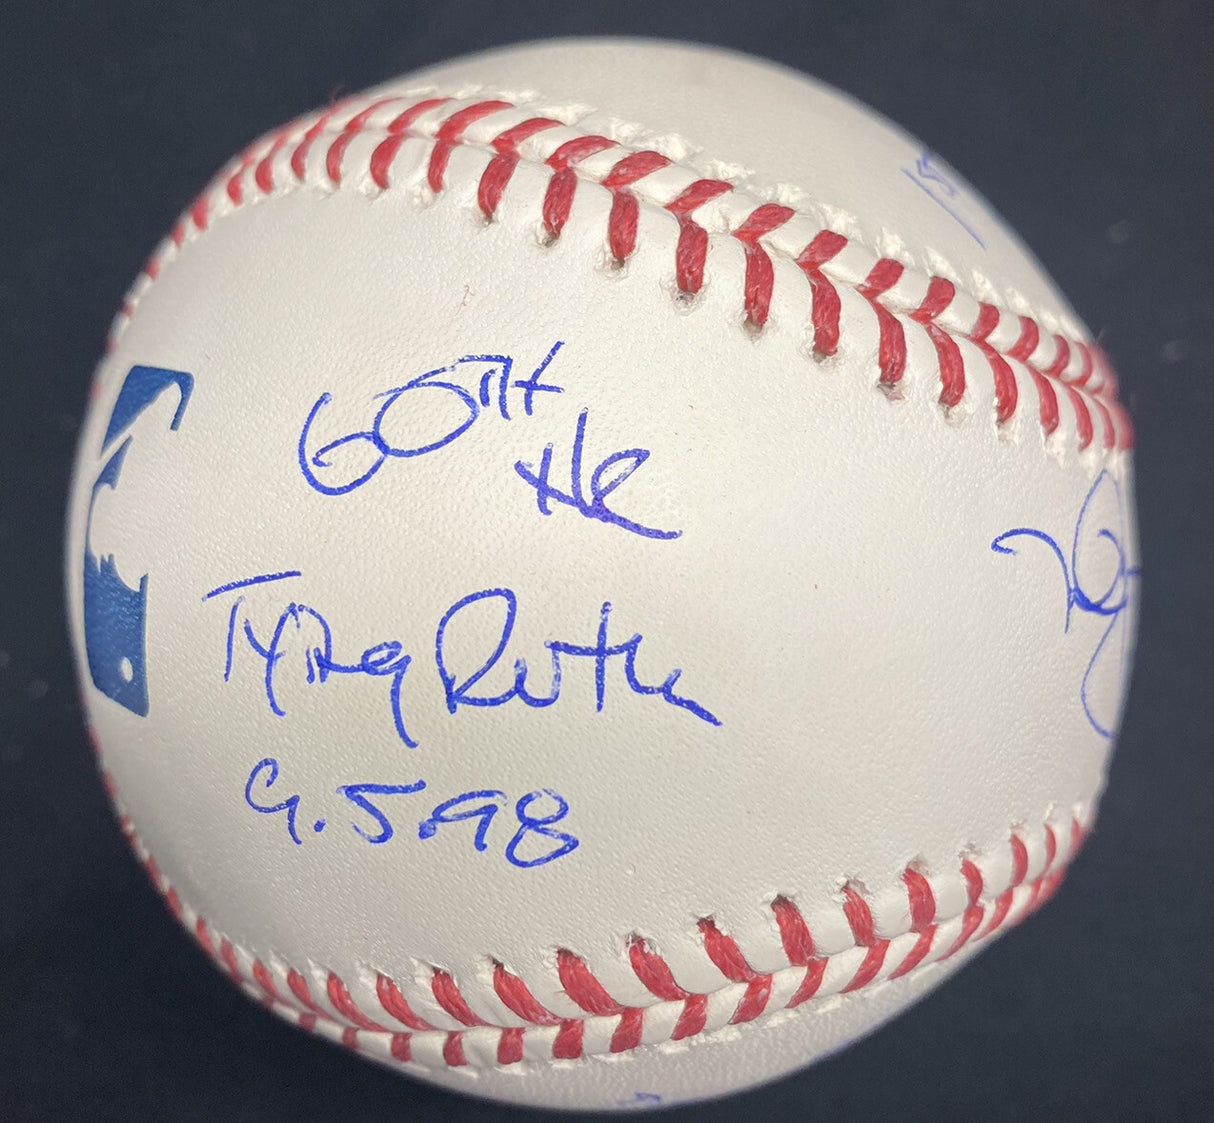 60TH
HR
Tying Ruth
9.5.98